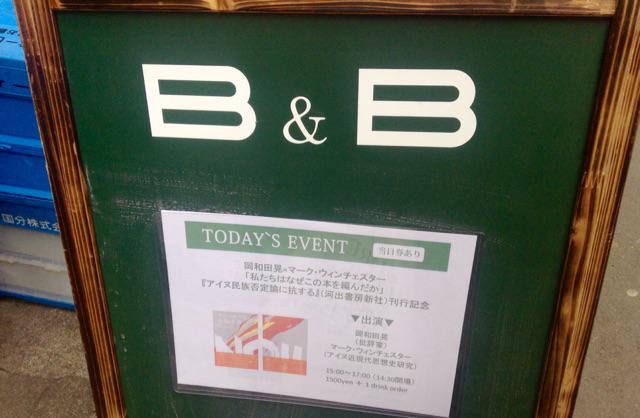 B & B
TODAY`S EVENT 当日券あり
岡和田晃×マーク・ウィンチェスター
「私たちはなぜこの本を編んだか」
『アイヌ民族否定論に抗する』(河出書房新社)刊行記念
▼出演▼
岡和田晃
(批評家)
マーク・ウィンチェスター
(アイヌ近現代思想史研究)
15:00～17:00 (14:30開場)
1500yen + 1 drink order
国分株式会